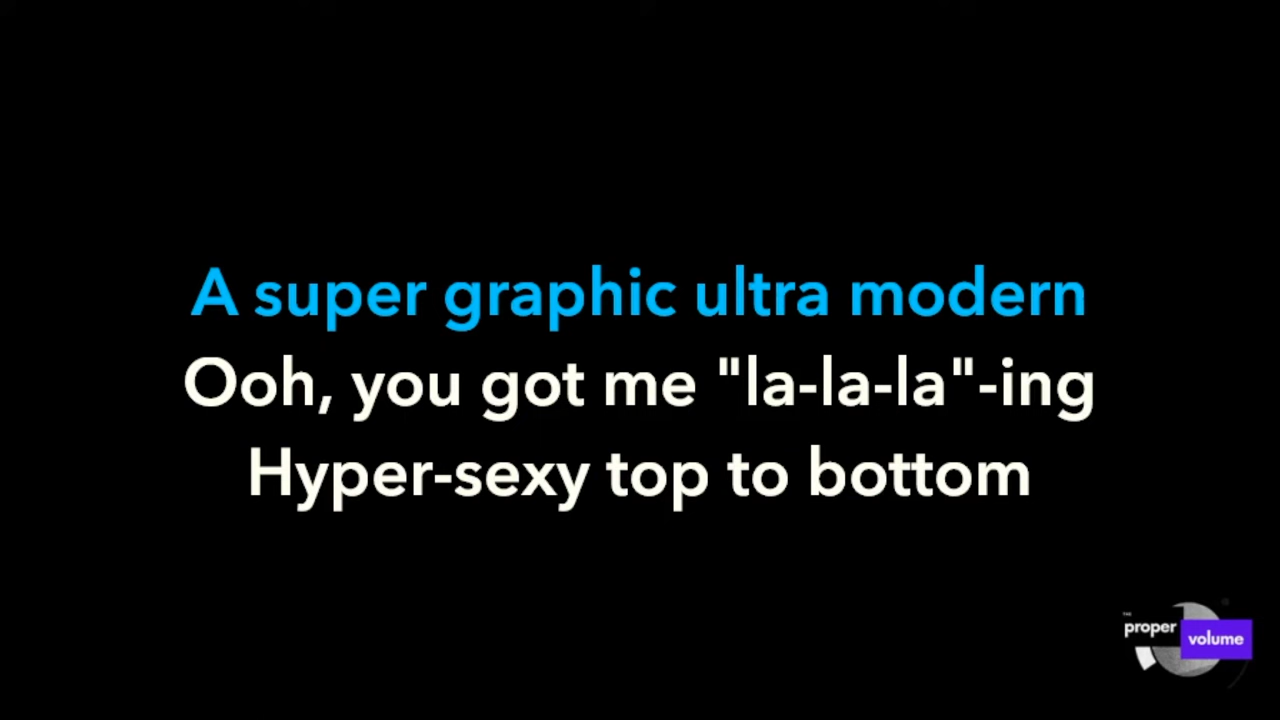 A super graphic ultra modern
Ooh, you got me "la-la-la"-ing
Hyper-sexy top to bottom
THE
proper
volume